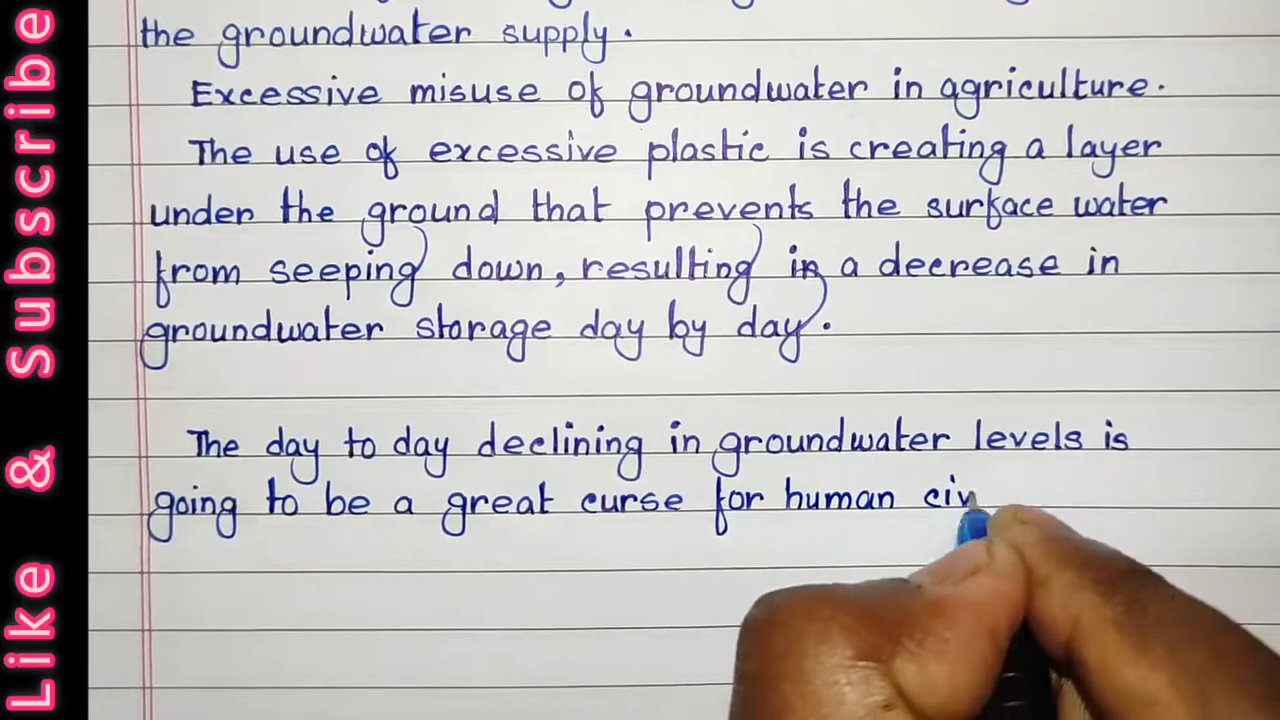 the groundwater supply.
Excessive misuse of groundwater in agriculture.
The use of excessive plastic is creating a layer
under the ground that prevents the surface water
from seeping down, resulting in a decrease in
groundwater storage day by day.
The day to day declining in groundwater levels is
going to be a great curse for human civ
Like & Subscribe